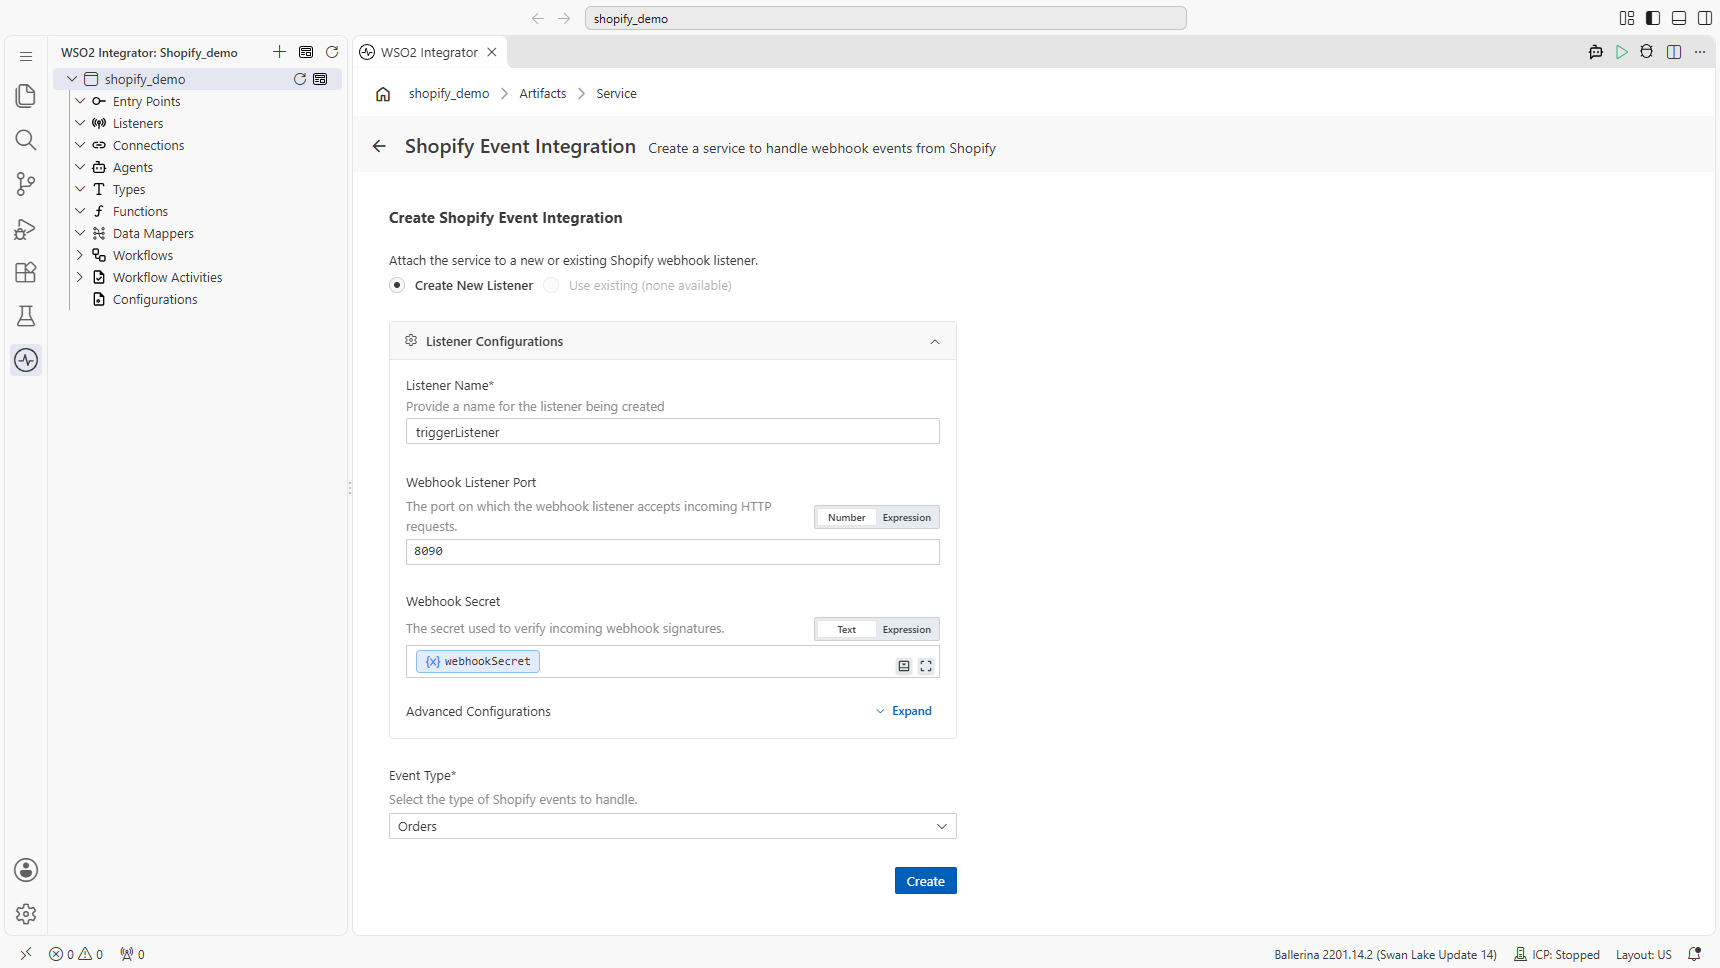 shopify_demo
WSO2 Integrator: Shopify_demo
shopify_demo
Entry Points
Listeners
Connections
Agents
Types
Functions
Data Mappers
Workflows
Workflow Activities
Configurations
WSO2 Integrator
shopify_demo
Artifacts
Service
Shopify Event Integration
Create a service to handle webhook events from Shopify
Create Shopify Event Integration
Attach the service to a new or existing Shopify webhook listener.
Create New Listener
Use existing (none available)
Listener Configurations
Listener Name*
Provide a name for the listener being created
triggerListener
Webhook Listener Port
The port on which the webhook listener accepts incoming HTTP
requests.
Number
Expression
8090
Webhook Secret
The secret used to verify incoming webhook signatures.
Text
Expression
{x} webhookSecret
Advanced Configurations
Expand
Event Type*
Select the type of Shopify events to handle.
Orders
Create
0
0
0
Ballerina 2201.14.2 (Swan Lake Update 14)
ICP: Stopped
Layout: US